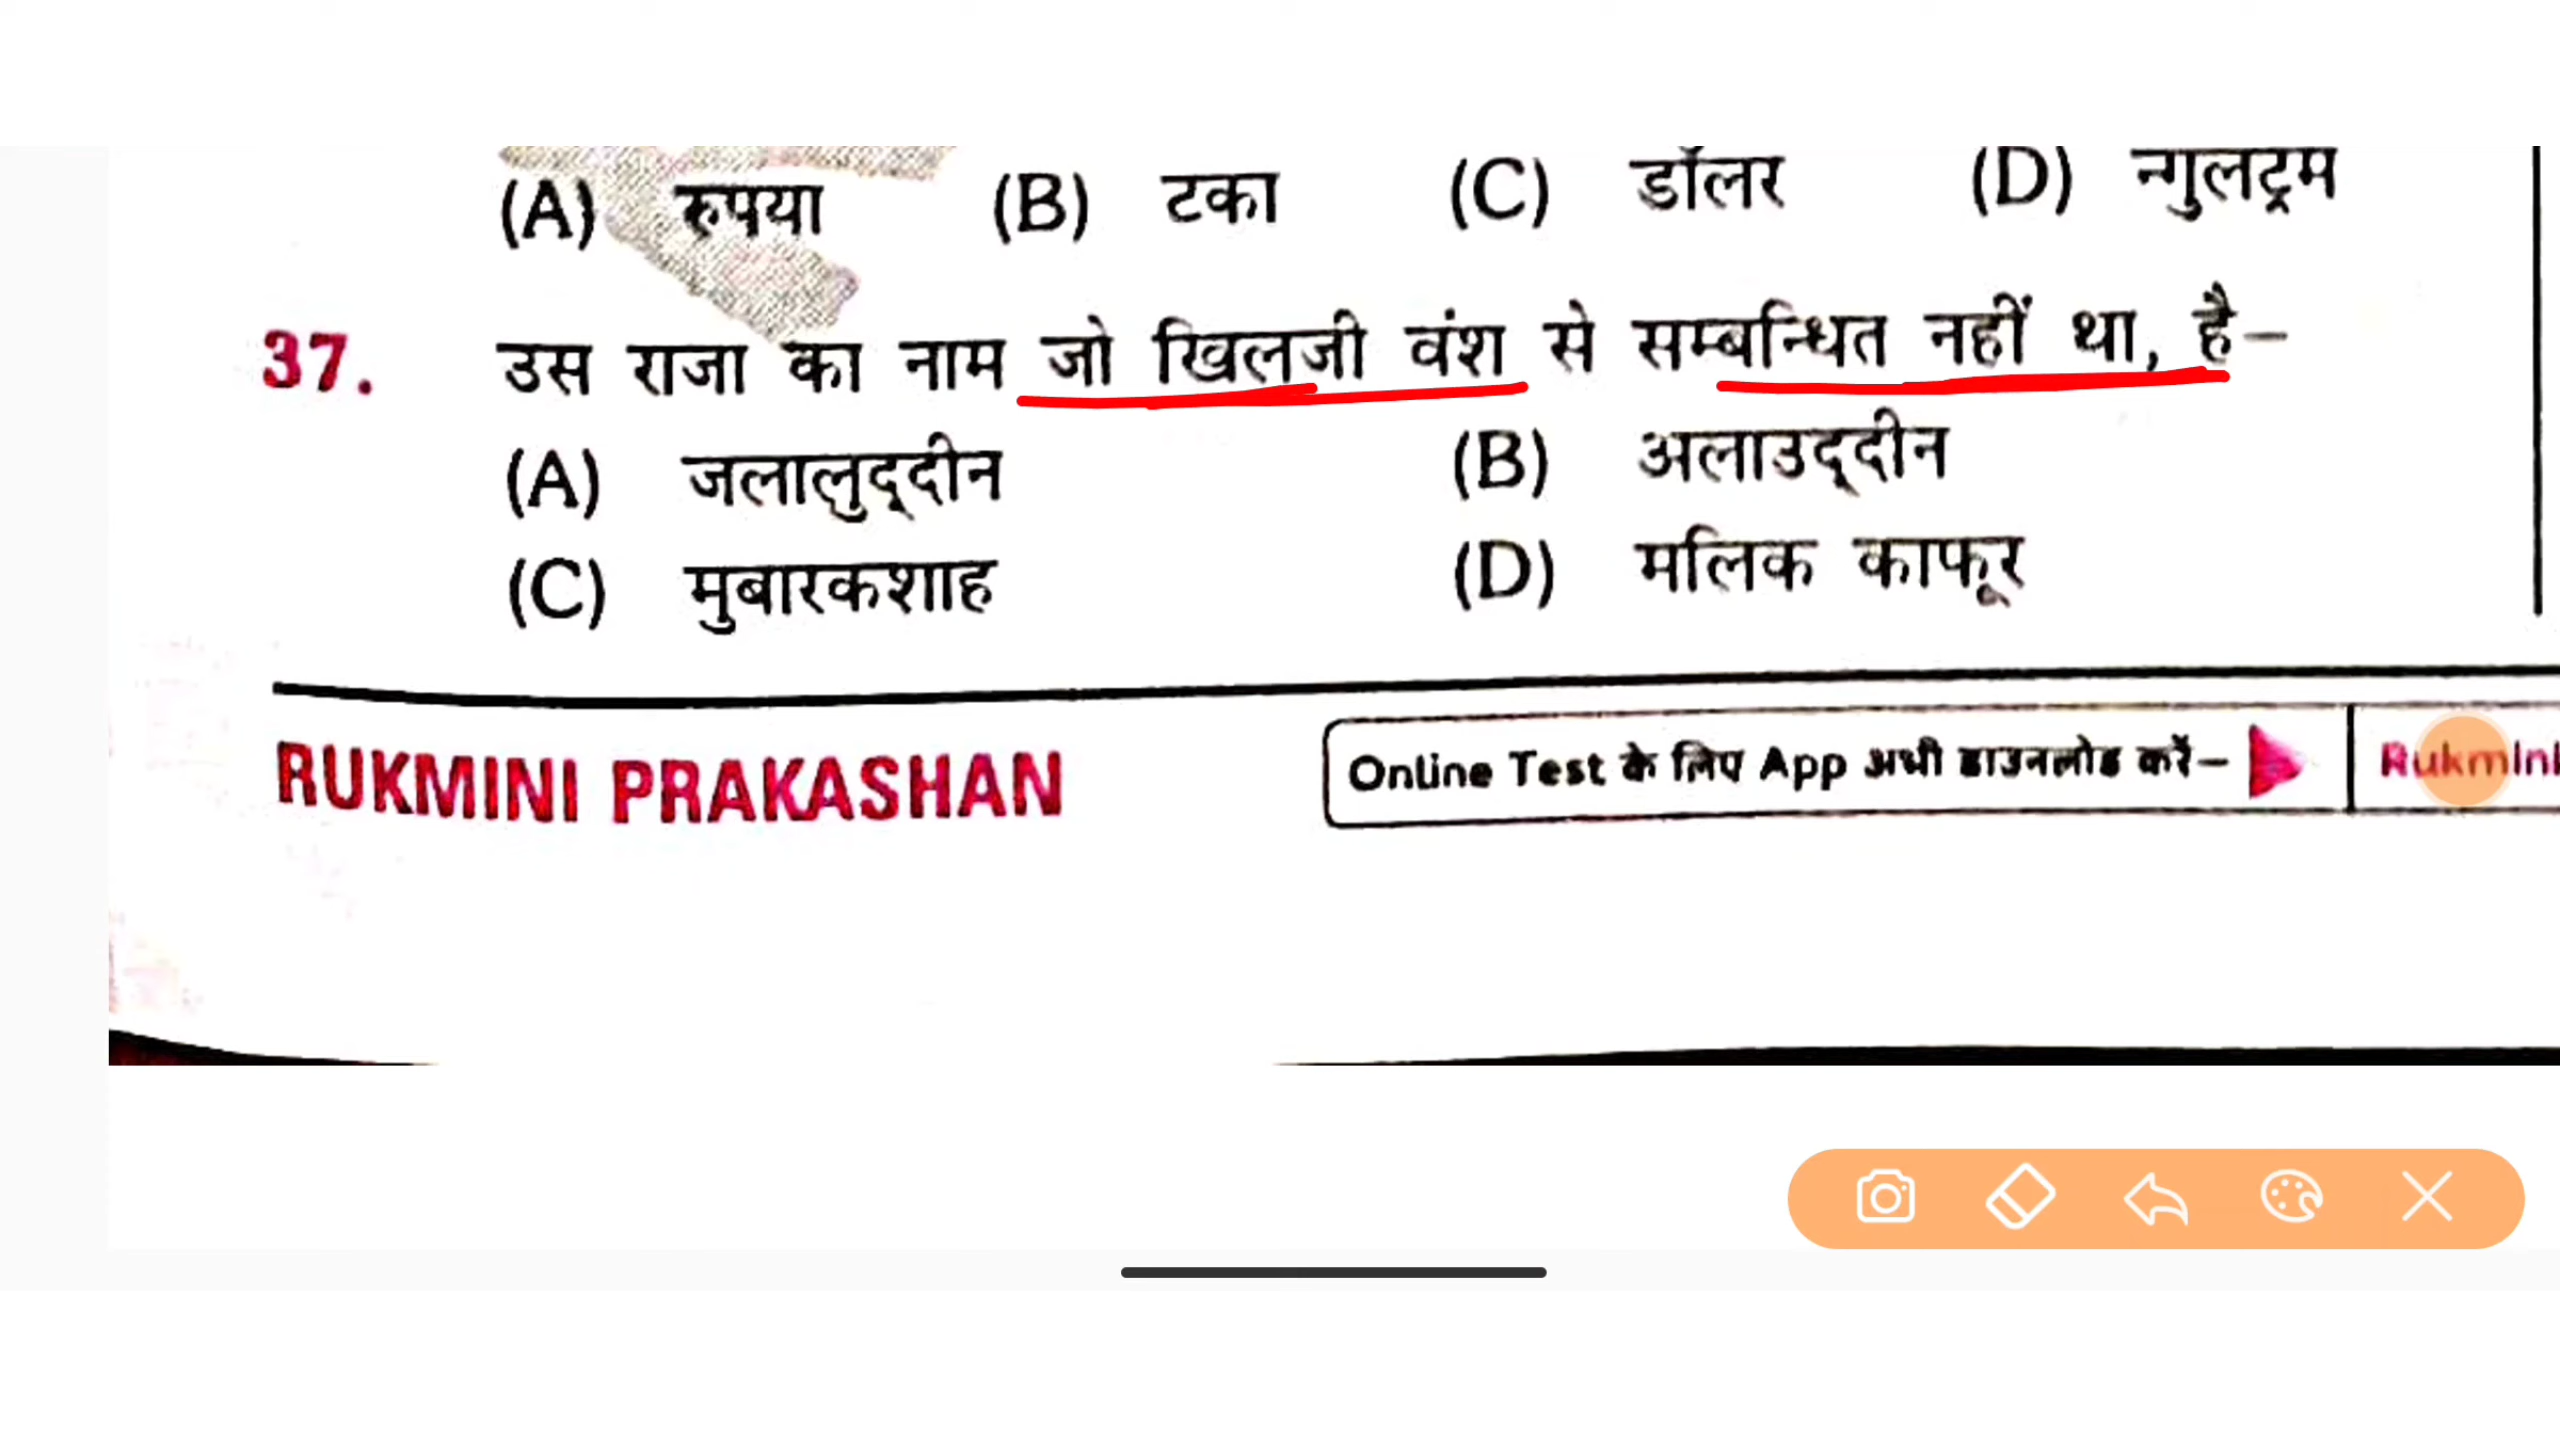 (A) रुपया (B) टका (C) डॉलर (D) न्गुलट्रम
37. उस राजा का नाम जो खिलजी वंश से सम्बन्धित नहीं था, है–
(A) जलालुद्दीन (B) अलाउद्दीन
(C) मुबारकशाह (D) मलिक काफूर
RUKMINI PRAKASHAN Online Test के लिए App अभी डाउनलोड करें– Rukmini